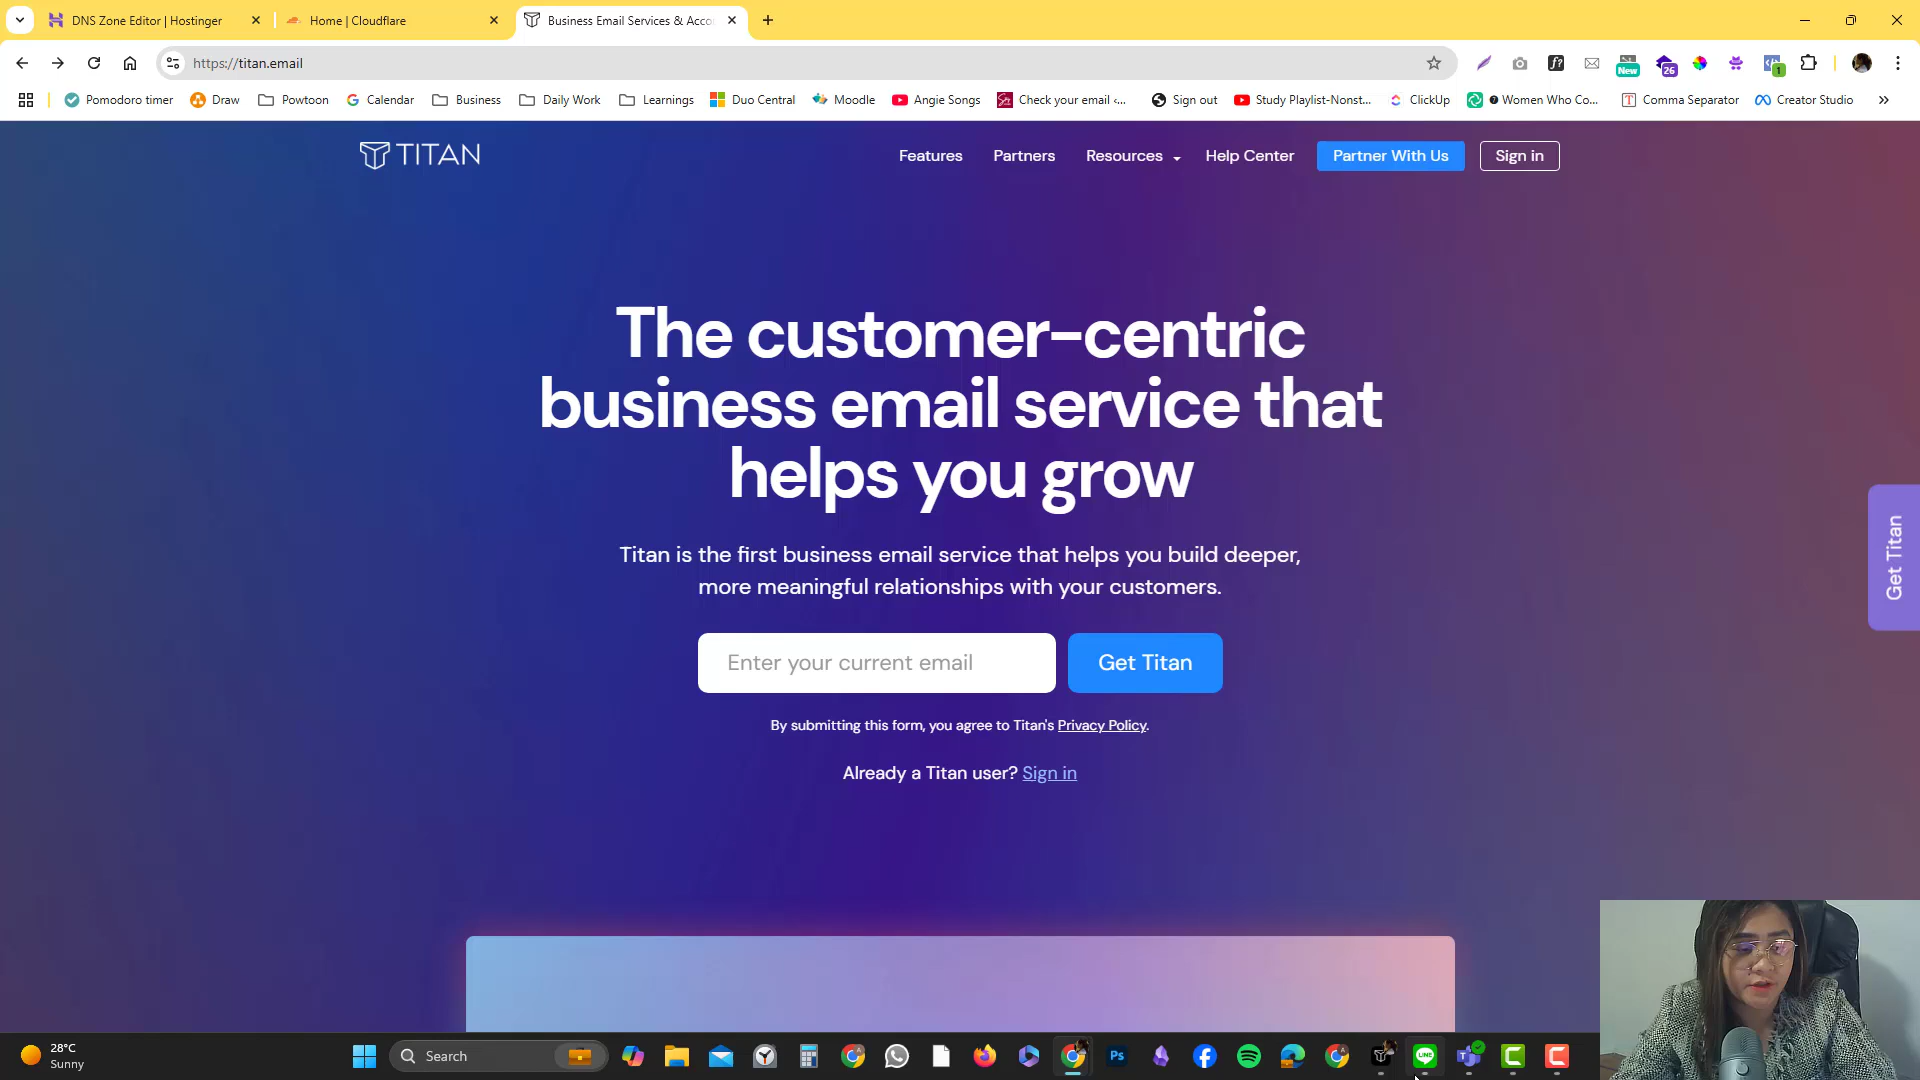 DNS Zone Editor | Hostinger
Home | Cloudflare
Business Email Services & Acco
https://titan.email
New
26
1
f?
Pomodoro timer
Draw
Powtoon
Calendar
Business
Daily Work
Learnings
Duo Central
Moodle
Angie Songs
Check your email <...
Sign out
Study Playlist-Nonst...
ClickUp
Women Who Co...
Comma Separator
Creator Studio
TITAN
Features
Partners
Resources
Help Center
Partner With Us
Sign in
The customer-centric
business email service that
helps you grow
Titan is the first business email service that helps you build deeper,
more meaningful relationships with your customers.
Enter your current email
Get Titan
By submitting this form, you agree to Titan's Privacy Policy.
Already a Titan user? Sign in
Get Titan
28°C
Sunny
Search
Ps
LINE